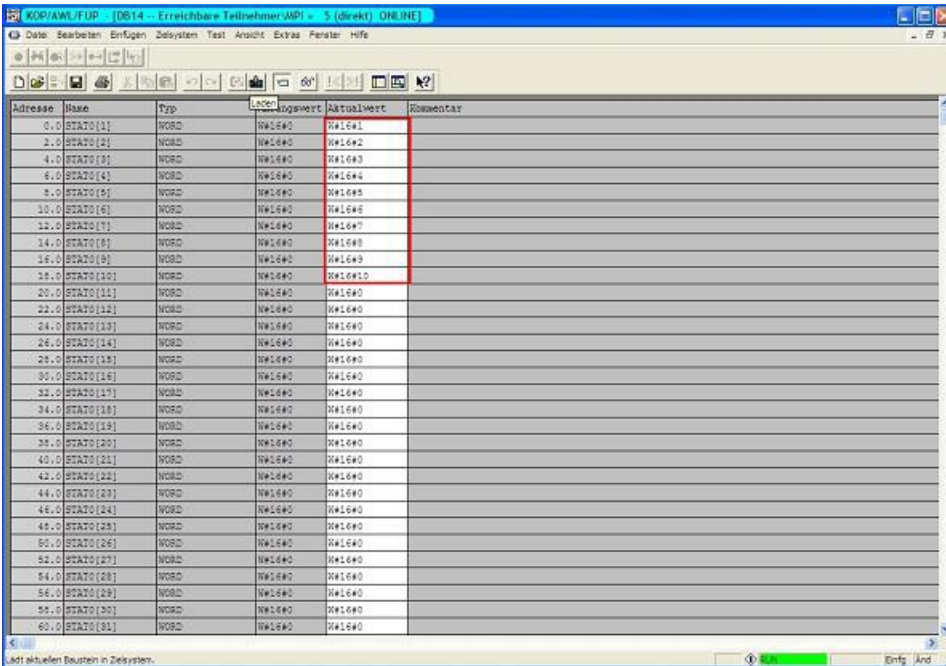 KOP/AWL/FUP - [DB14 -- Erreichbare Teilnehmer\MPI = 5 (direkt) ONLINE]
Datei Bearbeiten Einfügen Zielsystem Test Ansicht Extras Fenster Hilfe
Laden
Adresse Name Typ Aktualwert Kommentar
0.0 STAT0[1] WORD W#16#0 W#16#1
2.0 STAT0[2] WORD W#16#0 W#16#2
4.0 STAT0[3] WORD W#16#0 W#16#3
6.0 STAT0[4] WORD W#16#0 W#16#4
8.0 STAT0[5] WORD W#16#0 W#16#5
10.0 STAT0[6] WORD W#16#0 W#16#6
12.0 STAT0[7] WORD W#16#0 W#16#7
14.0 STAT0[8] WORD W#16#0 W#16#8
16.0 STAT0[9] WORD W#16#0 W#16#9
18.0 STAT0[10] WORD W#16#0 W#16#10
20.0 STAT0[11] WORD W#16#0 W#16#0
22.0 STAT0[12] WORD W#16#0 W#16#0
24.0 STAT0[13] WORD W#16#0 W#16#0
26.0 STAT0[14] WORD W#16#0 W#16#0
28.0 STAT0[15] WORD W#16#0 W#16#0
30.0 STAT0[16] WORD W#16#0 W#16#0
32.0 STAT0[17] WORD W#16#0 W#16#0
34.0 STAT0[18] WORD W#16#0 W#16#0
36.0 STAT0[19] WORD W#16#0 W#16#0
38.0 STAT0[20] WORD W#16#0 W#16#0
40.0 STAT0[21] WORD W#16#0 W#16#0
42.0 STAT0[22] WORD W#16#0 W#16#0
44.0 STAT0[23] WORD W#16#0 W#16#0
46.0 STAT0[24] WORD W#16#0 W#16#0
48.0 STAT0[25] WORD W#16#0 W#16#0
50.0 STAT0[26] WORD W#16#0 W#16#0
52.0 STAT0[27] WORD W#16#0 W#16#0
54.0 STAT0[28] WORD W#16#0 W#16#0
56.0 STAT0[29] WORD W#16#0 W#16#0
58.0 STAT0[30] WORD W#16#0 W#16#0
60.0 STAT0[31] WORD W#16#0 W#16#0
Lädt aktuellen Baustein in Zielsystem. RUN Einfg Änd